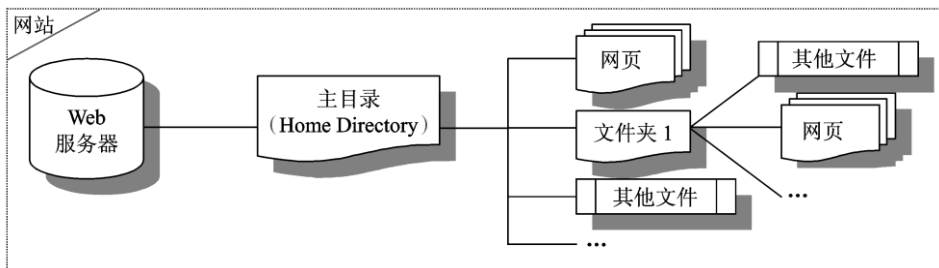 网站
Web
服务器
主目录
（Home Directory）
网页
文件夹 1
其他文件
...
其他文件
网页
...